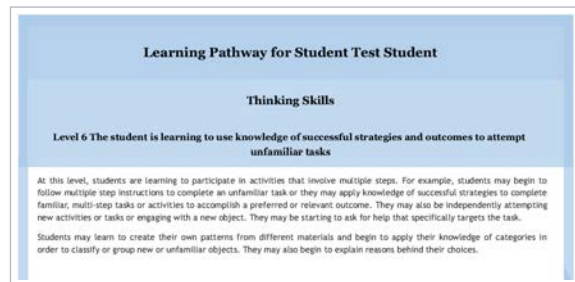 Learning Pathway for Student Test Student
Thinking Skills
Level 6 The student is learning to use knowledge of successful strategies and outcomes to attempt
unfamiliar tasks
At this level, students are learning to participate in activities that involve multiple steps. For example, students may begin to
follow multiple step instructions to complete an unfamiliar task or they may apply knowledge of successful strategies to complete
familiar, multi-step tasks or activities to accomplish a preferred or relevant outcome. They may also be independently attempting
new activities or tasks or engaging with a new object. They may be starting to ask for help that specifically targets the task.
Students may learn to create their own patterns from different materials and begin to apply their knowledge of categories in
order to classify or group new or unfamiliar objects. They may also begin to explain reasons behind their choices.